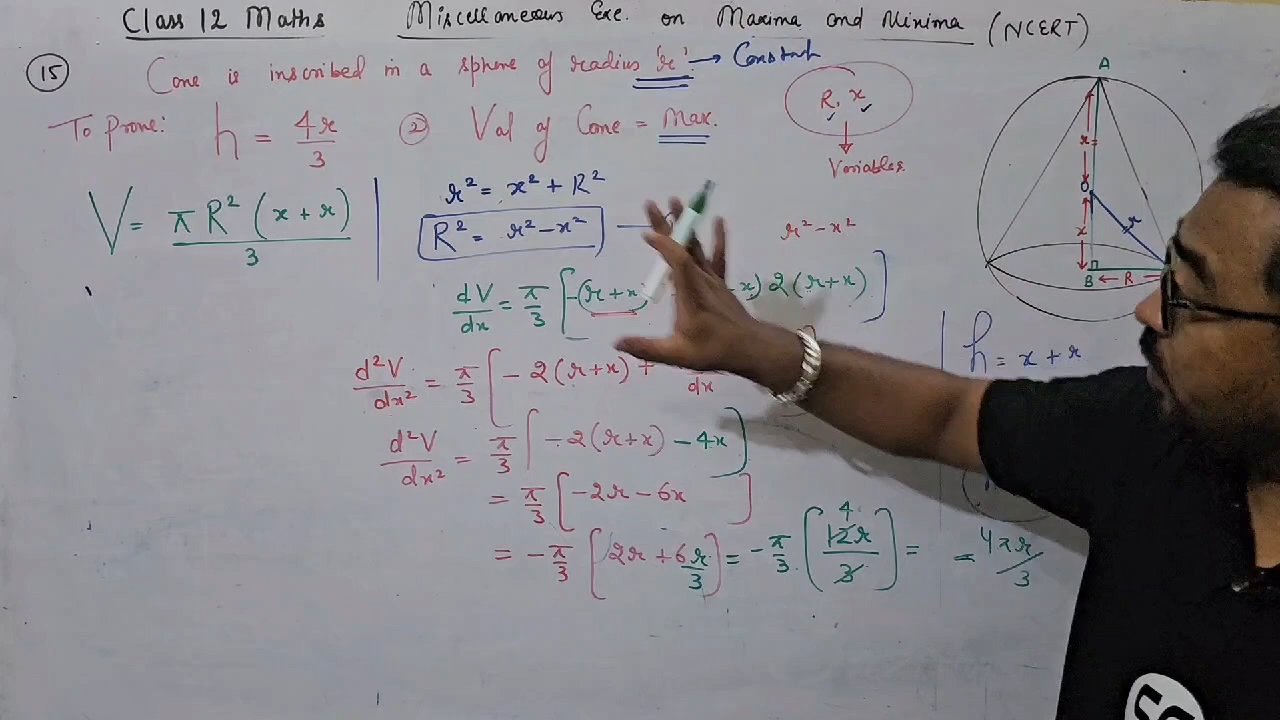 Class 12 Maths Miscellaneous Exc. on Maxima and Minima (NCERT)
15 Cone is inscribed in a sphere of radius 'r' → Constant
To prove: h = 4r/3 ② Vol of Cone = Max.
R, x
↓
Variables.
V = πR²(x + r)/3
r² = x² + R²
R² = r² – x²
r² – x²
dV/dx = π/3 [-(r+x) x) 2(r+x)]
d²V/dx² = π/3 [-2(r+x) + dx
d²V/dx² = π/3 [-2(r+x) - 4x]
= π/3 [-2r - 6x]
= -π/3 [2r + 6r/3] = -π/3 [12r/3 4] = = 4πr/3
A
r
O
x
r
B ← R
h = x + r